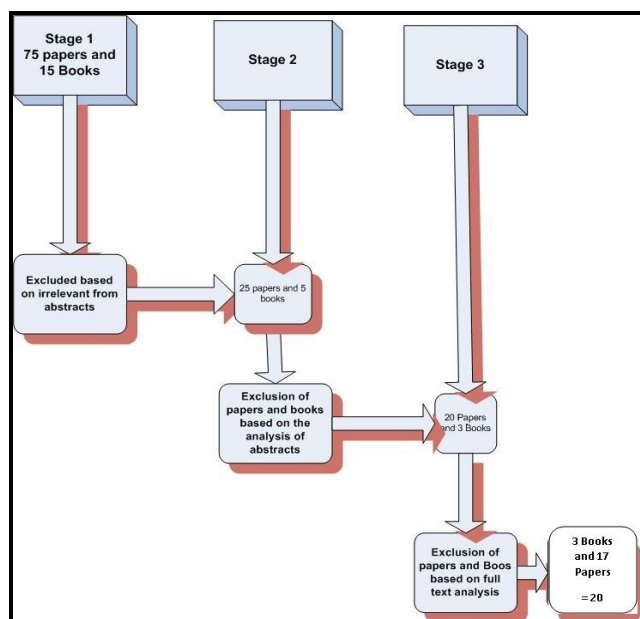 Stage 1
75 papers and
15 Books
Stage 2
Stage 3
Excluded based
on irrelevant from
abstracts
25 papers and 5
books
Exclusion of
papers and books
based on the
analysis of
abstracts
20 Papers
and 3 Books
Exclusion of
papers and Boos
based on full
text analysis
3 Books
and 17
Papers
= 20